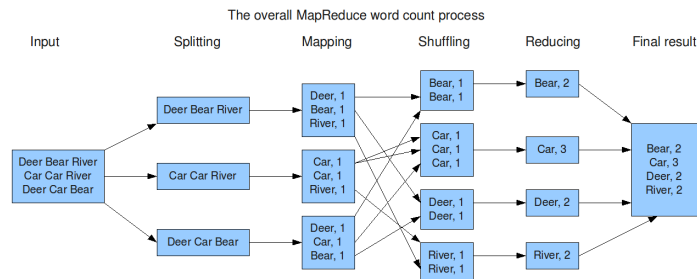 The overall MapReduce word count process
Input
Splitting
Mapping
Shuffling
Reducing
Final result
Deer Bear River
Car Car River
Deer Car Bear
Deer Bear River
Car Car River
Deer Car Bear
Deer, 1
Bear, 1
River, 1
Car, 1
Car, 1
River, 1
Deer, 1
Car, 1
Bear, 1
Bear, 1
Bear, 1
Car, 1
Car, 1
Car, 1
Deer, 1
Deer, 1
River, 1
River, 1
Bear, 2
Car, 3
Deer, 2
River, 2
Bear, 2
Car, 3
Deer, 2
River, 2